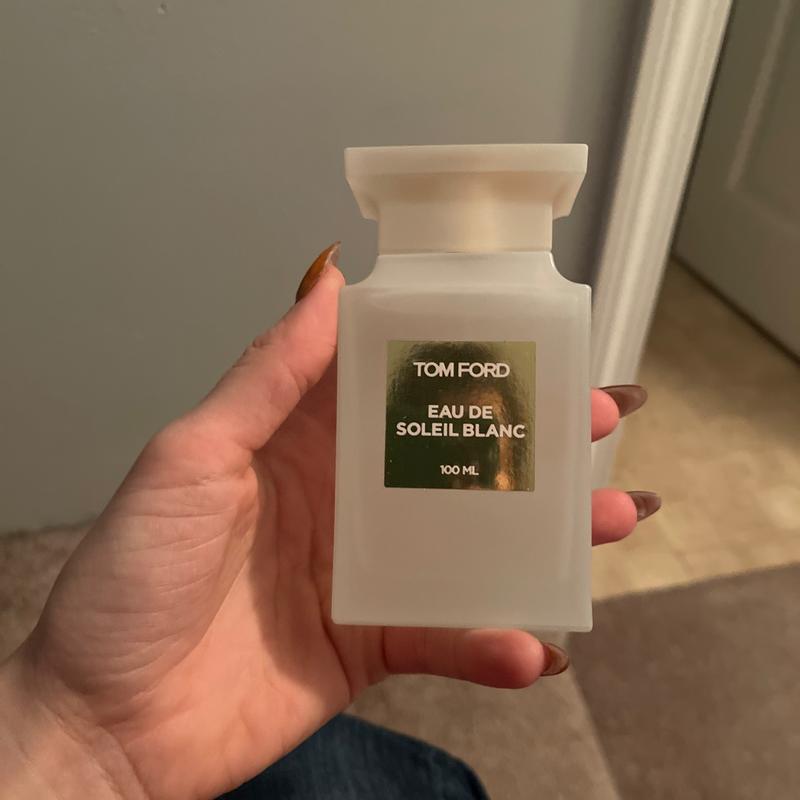 TOM FORD
EAU DE
SOLEIL BLANC
100 ML